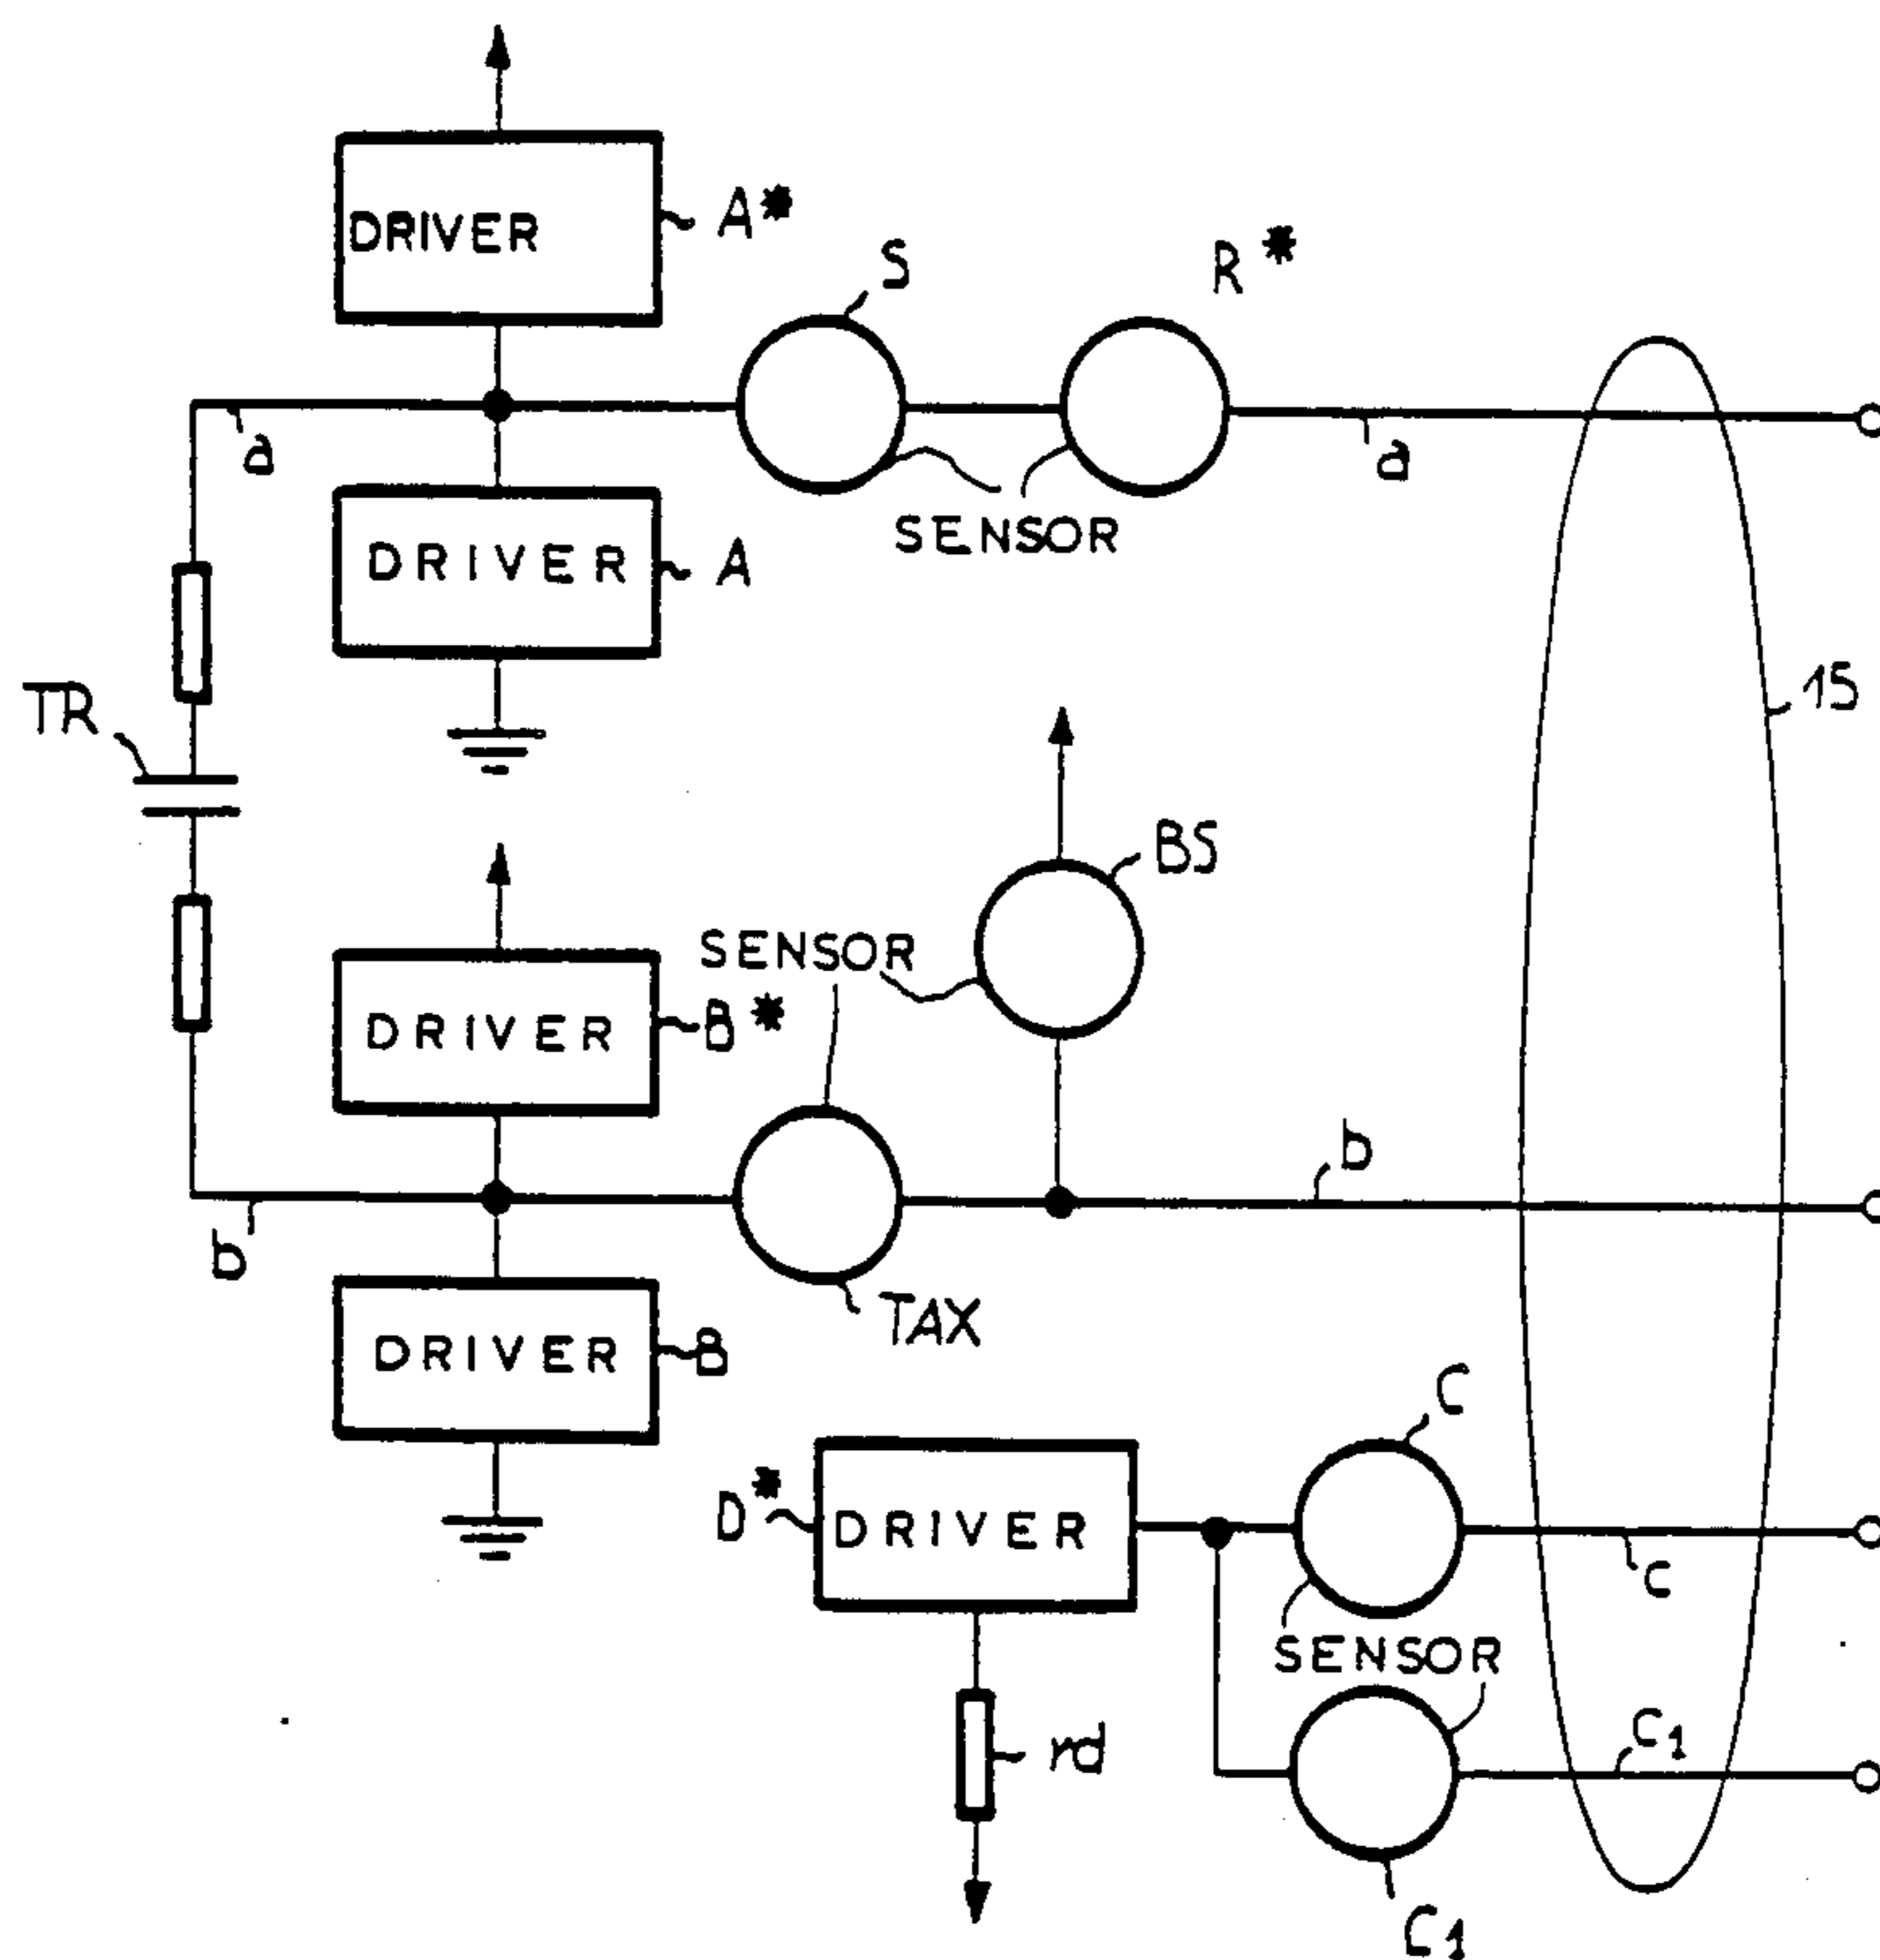 DRIVER
A*
S
R*
a
a
SENSOR
DRIVER
A
TR
15
BS
SENSOR
DRIVER
B*
b
b
TAX
DRIVER
B
C
D*
DRIVER
c
SENSOR
rd
C1
C1